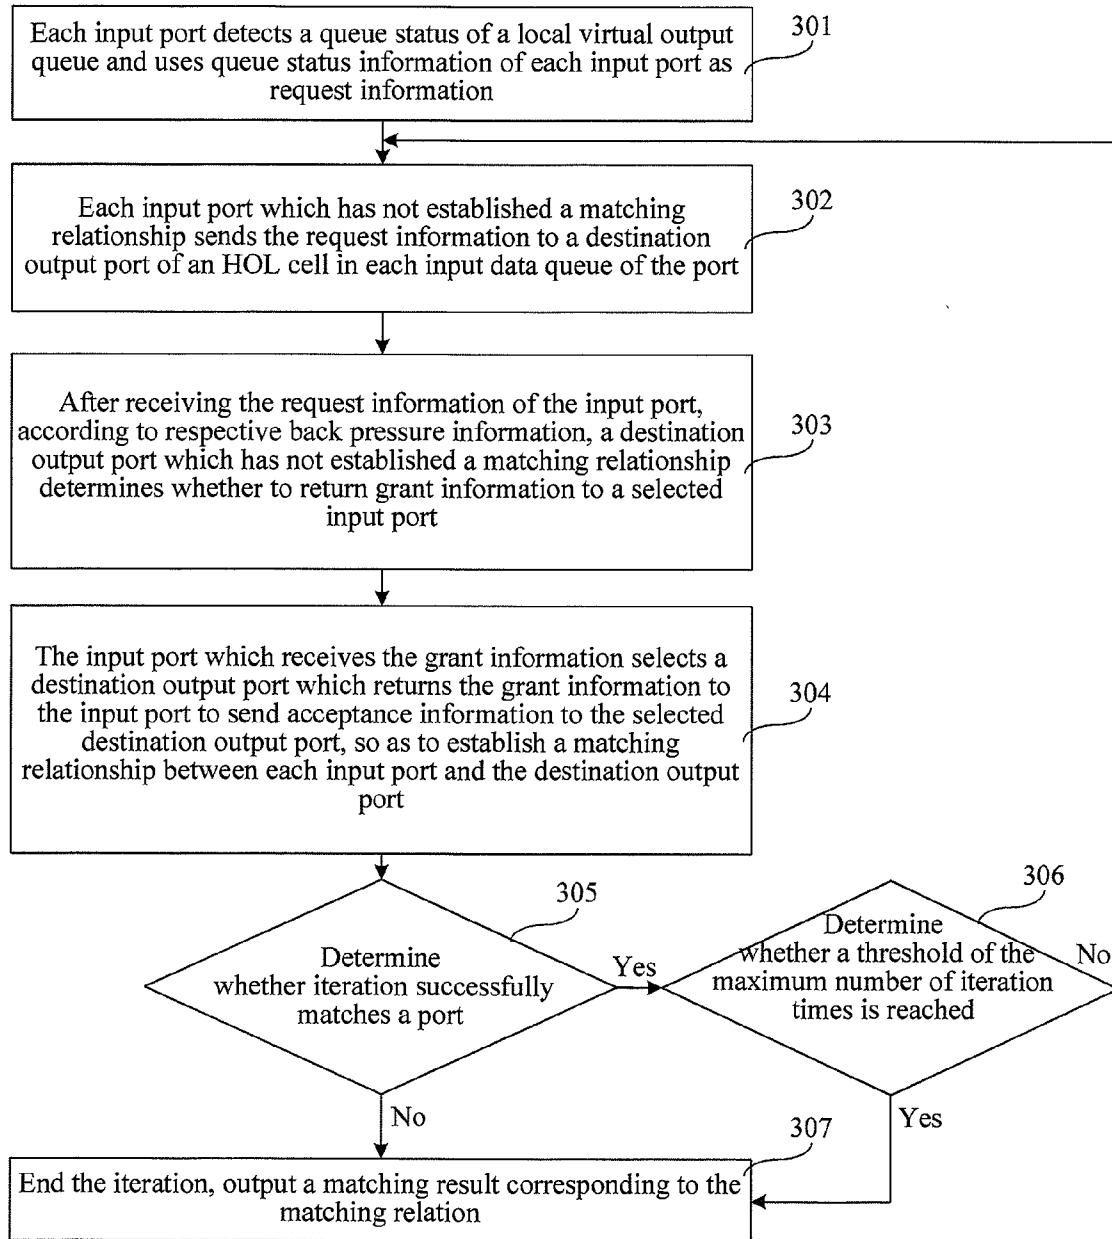 Each input port detects a queue status of a local virtual output
queue and uses queue status information of each input port as
request information
301
Each input port which has not established a matching
relationship sends the request information to a destination
output port of an HOL cell in each input data queue of the port
302
After receiving the request information of the input port,
according to respective back pressure information, a destination
output port which has not established a matching relationship
determines whether to return grant information to a selected
input port
303
The input port which receives the grant information selects a
destination output port which returns the grant information to
the input port to send acceptance information to the selected
destination output port, so as to establish a matching
relationship between each input port and the destination output
port
304
305
Determine
whether iteration successfully
matches a port
Yes
No
306
Determine
whether a threshold of the
maximum number of iteration
times is reached
No
Yes
307
End the iteration, output a matching result corresponding to the
matching relation